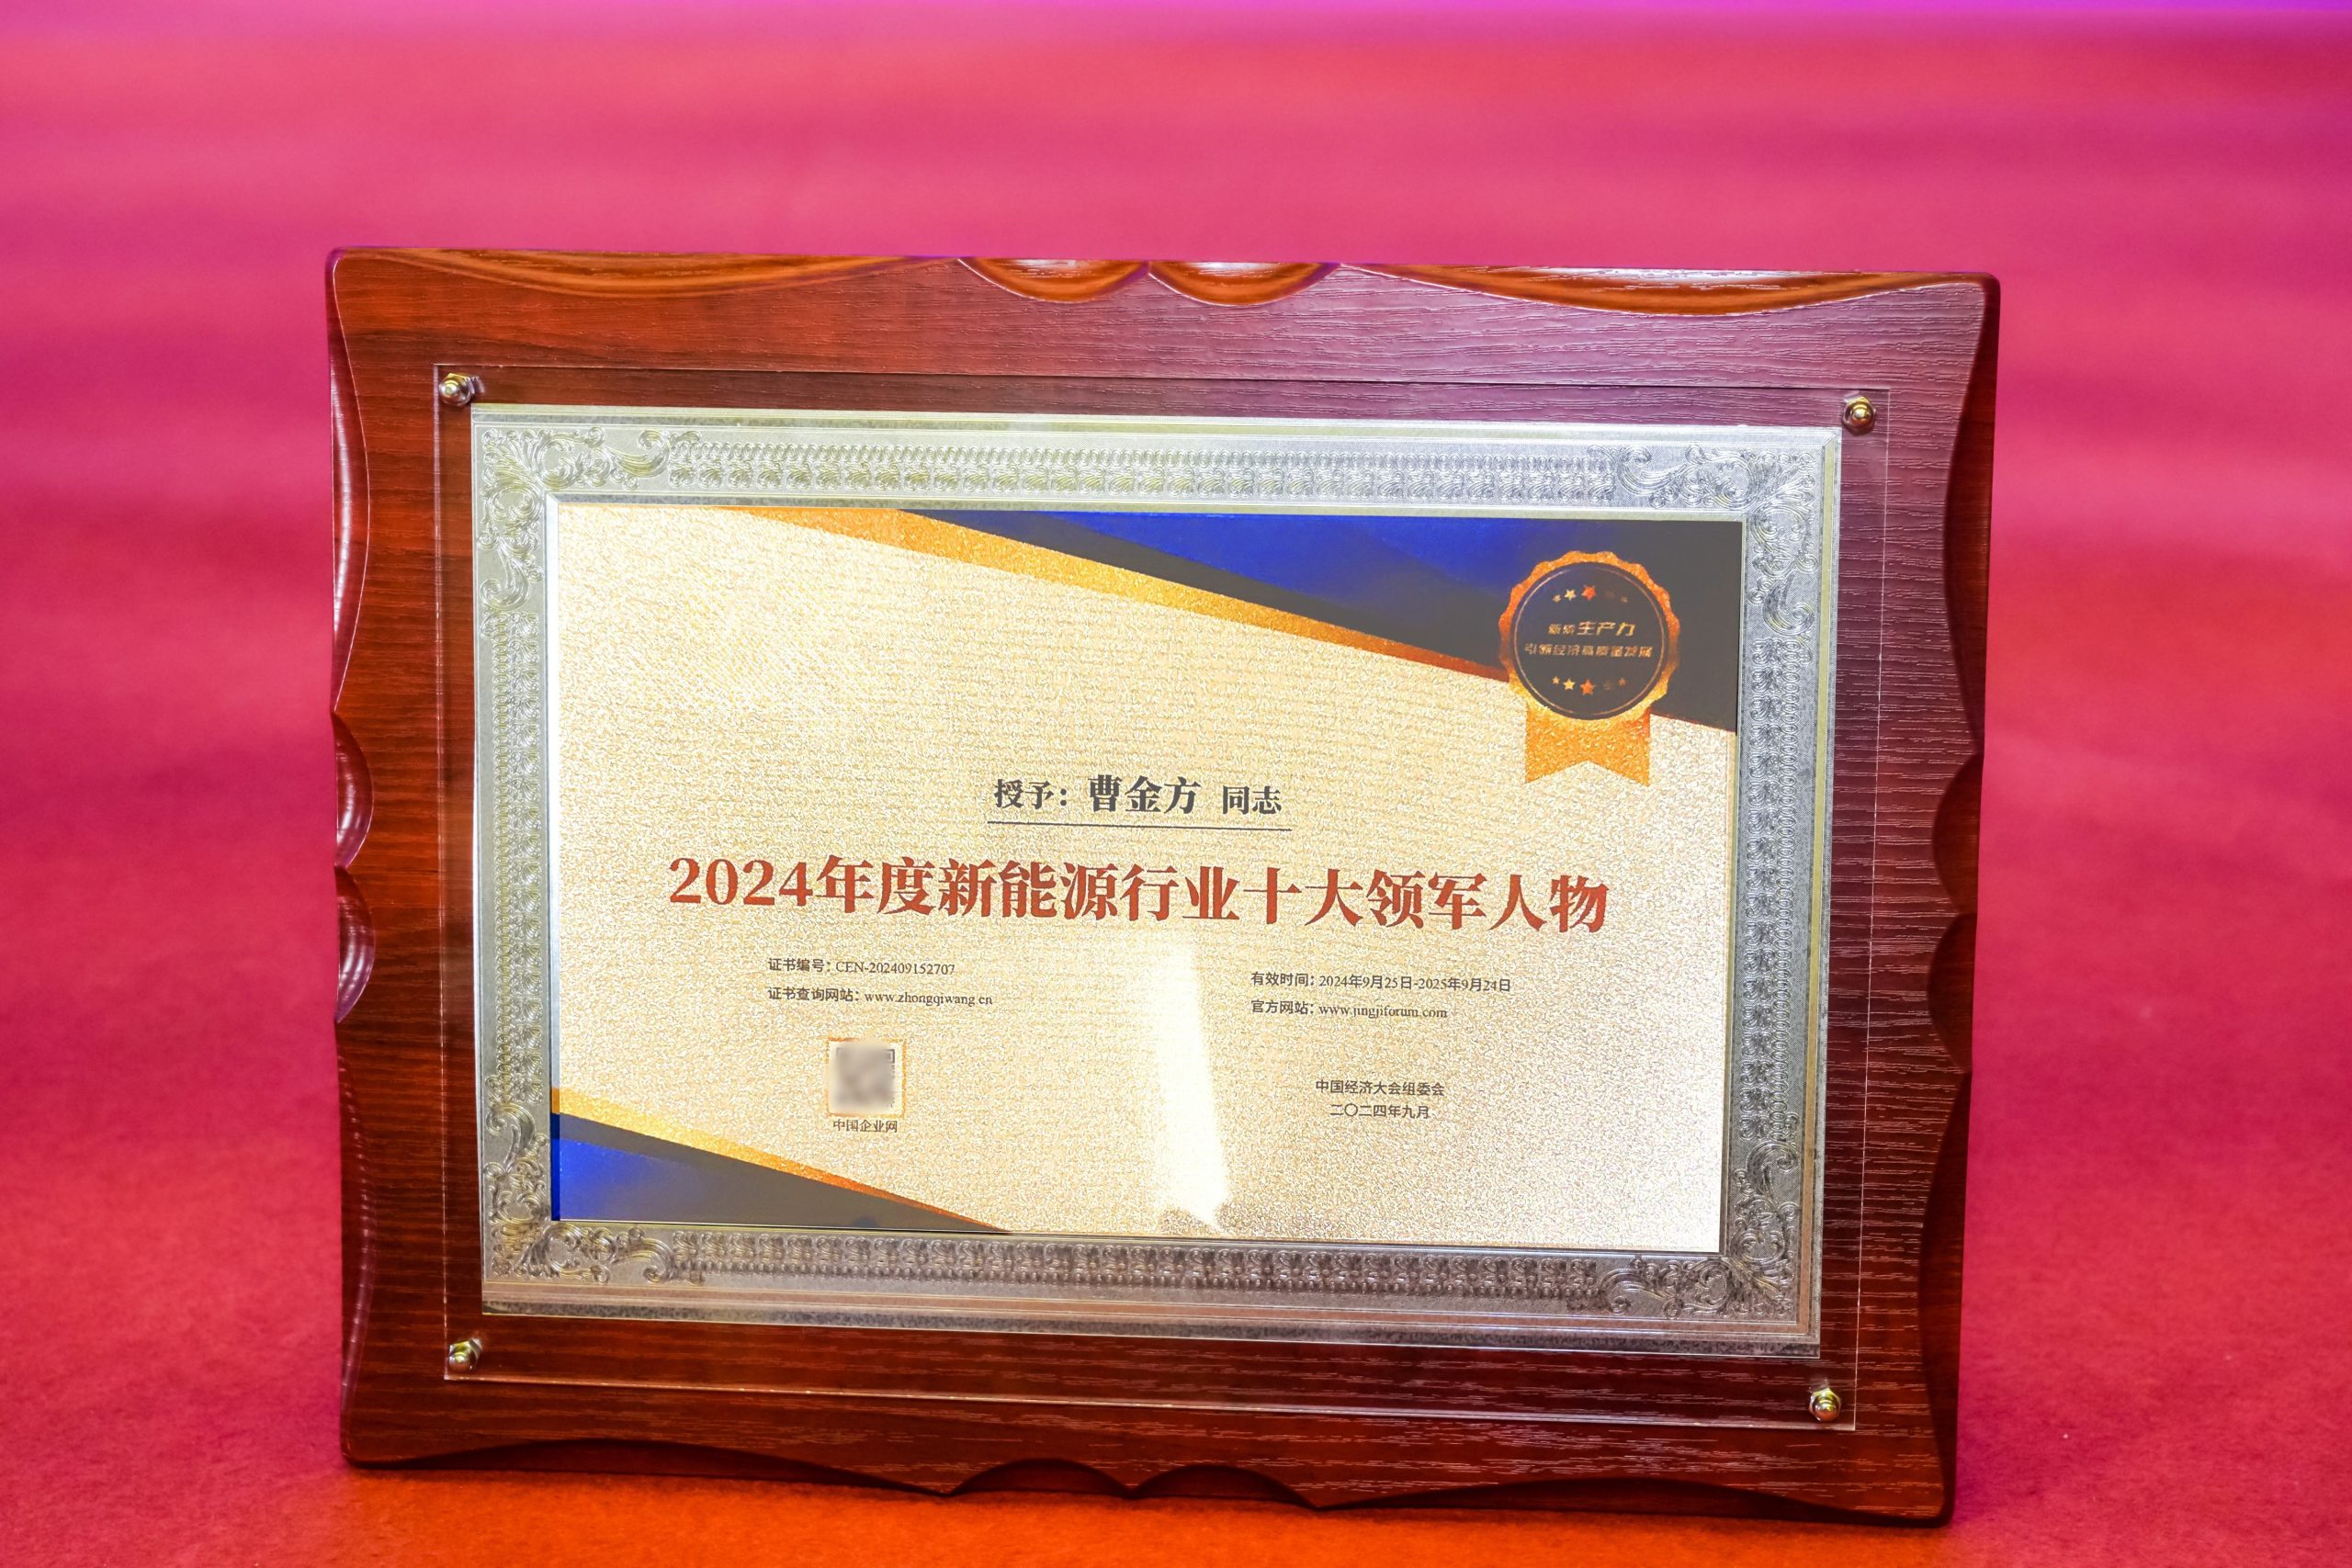 新质生产力
引领经济高质量发展
授予：曹金方 同志
2024年度新能源行业十大领军人物
证书编号：CEN-202409152707
证书查询网站：www.zhongqiwang.cn
有效时间：2024年9月25日-2025年9月24日
官方网站：www.jingjiforum.com
中国企业网
中国经济大会组委会
二〇二四年九月